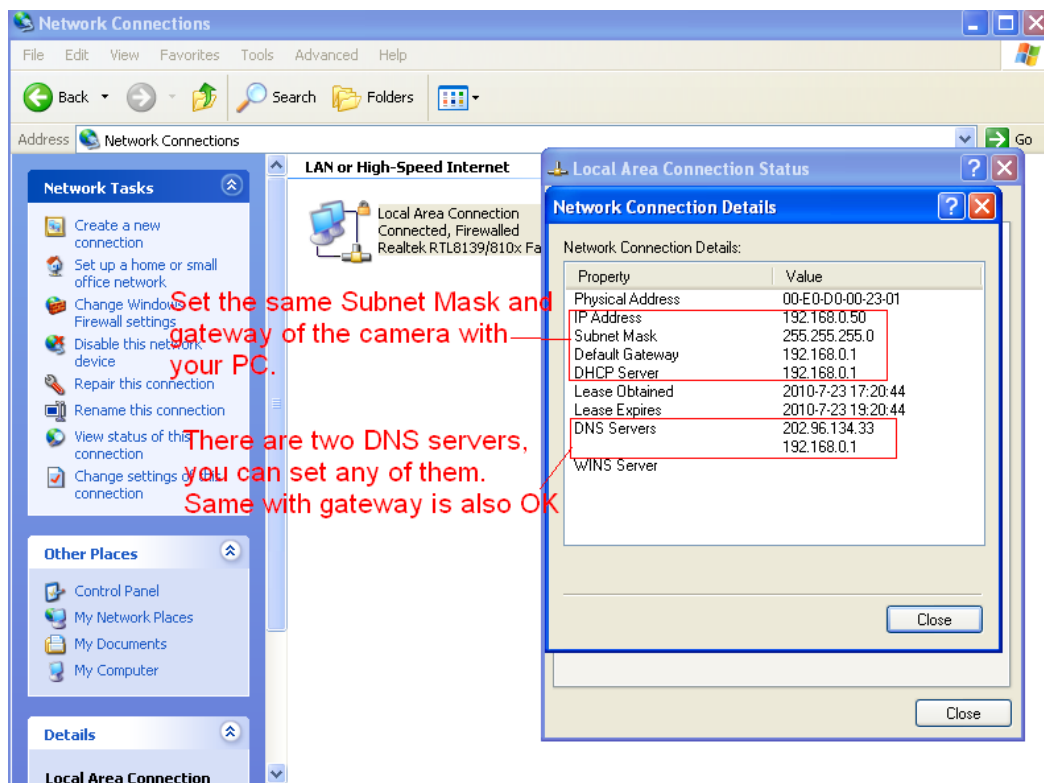 Network Connections
File Edit View Favorites Tools Advanced Help
Back Search Folders
Address Network Connections Go
Network Tasks
Create a new
connection
Set up a home or small
office network
Change Windows
Firewall settings
Disable this network
device
Repair this connection
Rename this connection
View status of this
connection
Change settings of this
connection
Other Places
Control Panel
My Network Places
My Documents
My Computer
Details
Local Area Connection
LAN or High-Speed Internet
Local Area Connection
Connected, Firewalled
Realtek RTL8139/810x Fa
Set the same Subnet Mask and
gateway of the camera with
your PC.
There are two DNS servers,
you can set any of them.
Same with gateway is also OK
Local Area Connection Status
Network Connection Details
Network Connection Details:
Property Value
Physical Address 00-E0-D0-00-23-01
IP Address 192.168.0.50
Subnet Mask 255.255.255.0
Default Gateway 192.168.0.1
DHCP Server 192.168.0.1
Lease Obtained 2010-7-23 17:20:44
Lease Expires 2010-7-23 19:20:44
DNS Servers 202.96.134.33
192.168.0.1
WINS Server
Close
Close